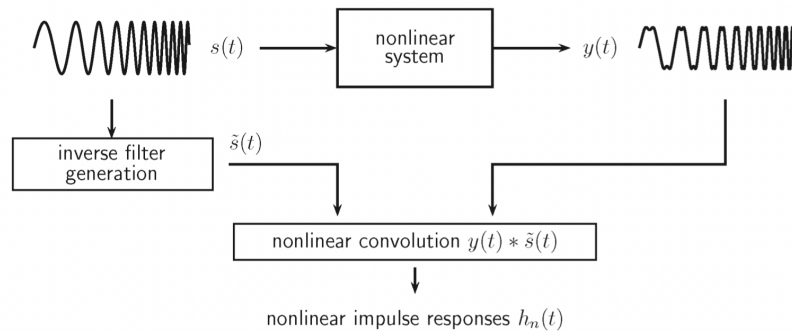 s(t)
nonlinear
system
y(t)
inverse filter
generation
s̃(t)
nonlinear convolution y(t) ∗ s̃(t)
nonlinear impulse responses hₙ(t)